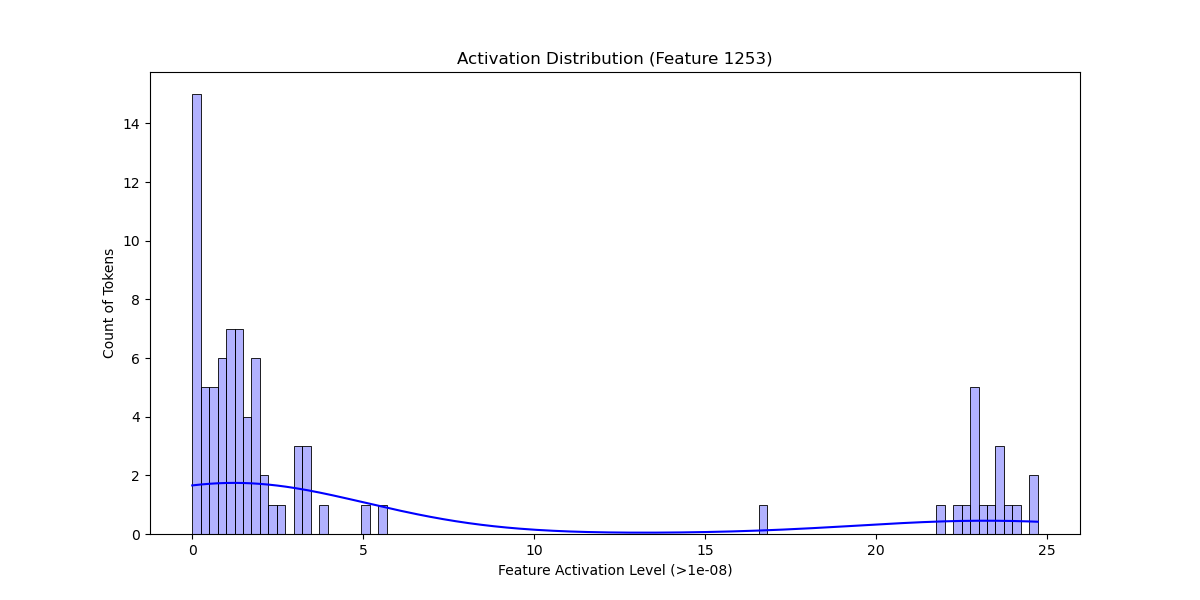 Activation Distribution (Feature 1253)
14
12
10
8
6
4
2
0
Count of Tokens
0 5 10 15 20 25
Feature Activation Level (>1e-08)